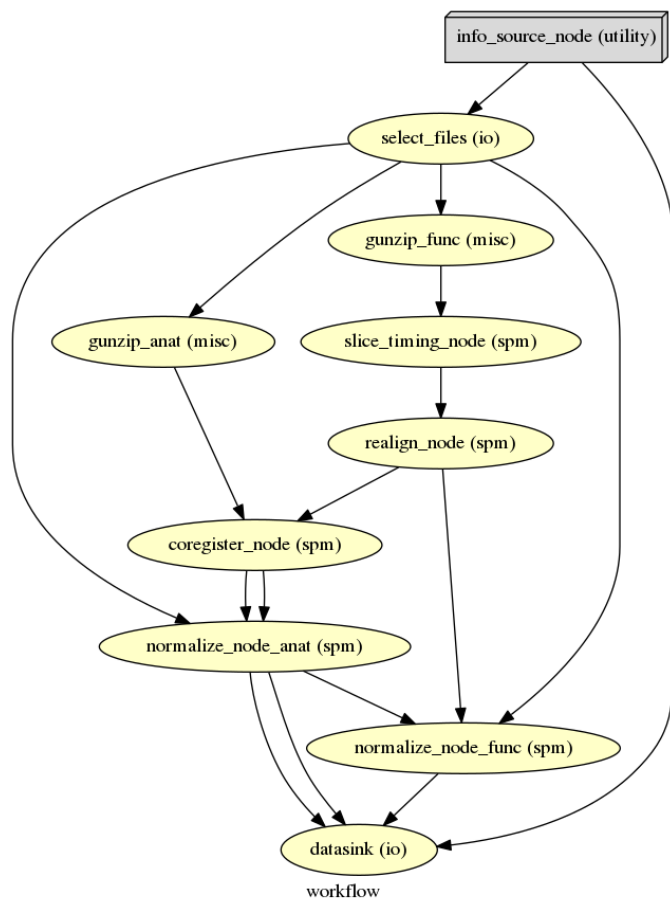 info_source_node (utility)
select_files (io)
gunzip_func (misc)
gunzip_anat (misc)
slice_timing_node (spm)
realign_node (spm)
coregister_node (spm)
normalize_node_anat (spm)
normalize_node_func (spm)
datasink (io)
workflow